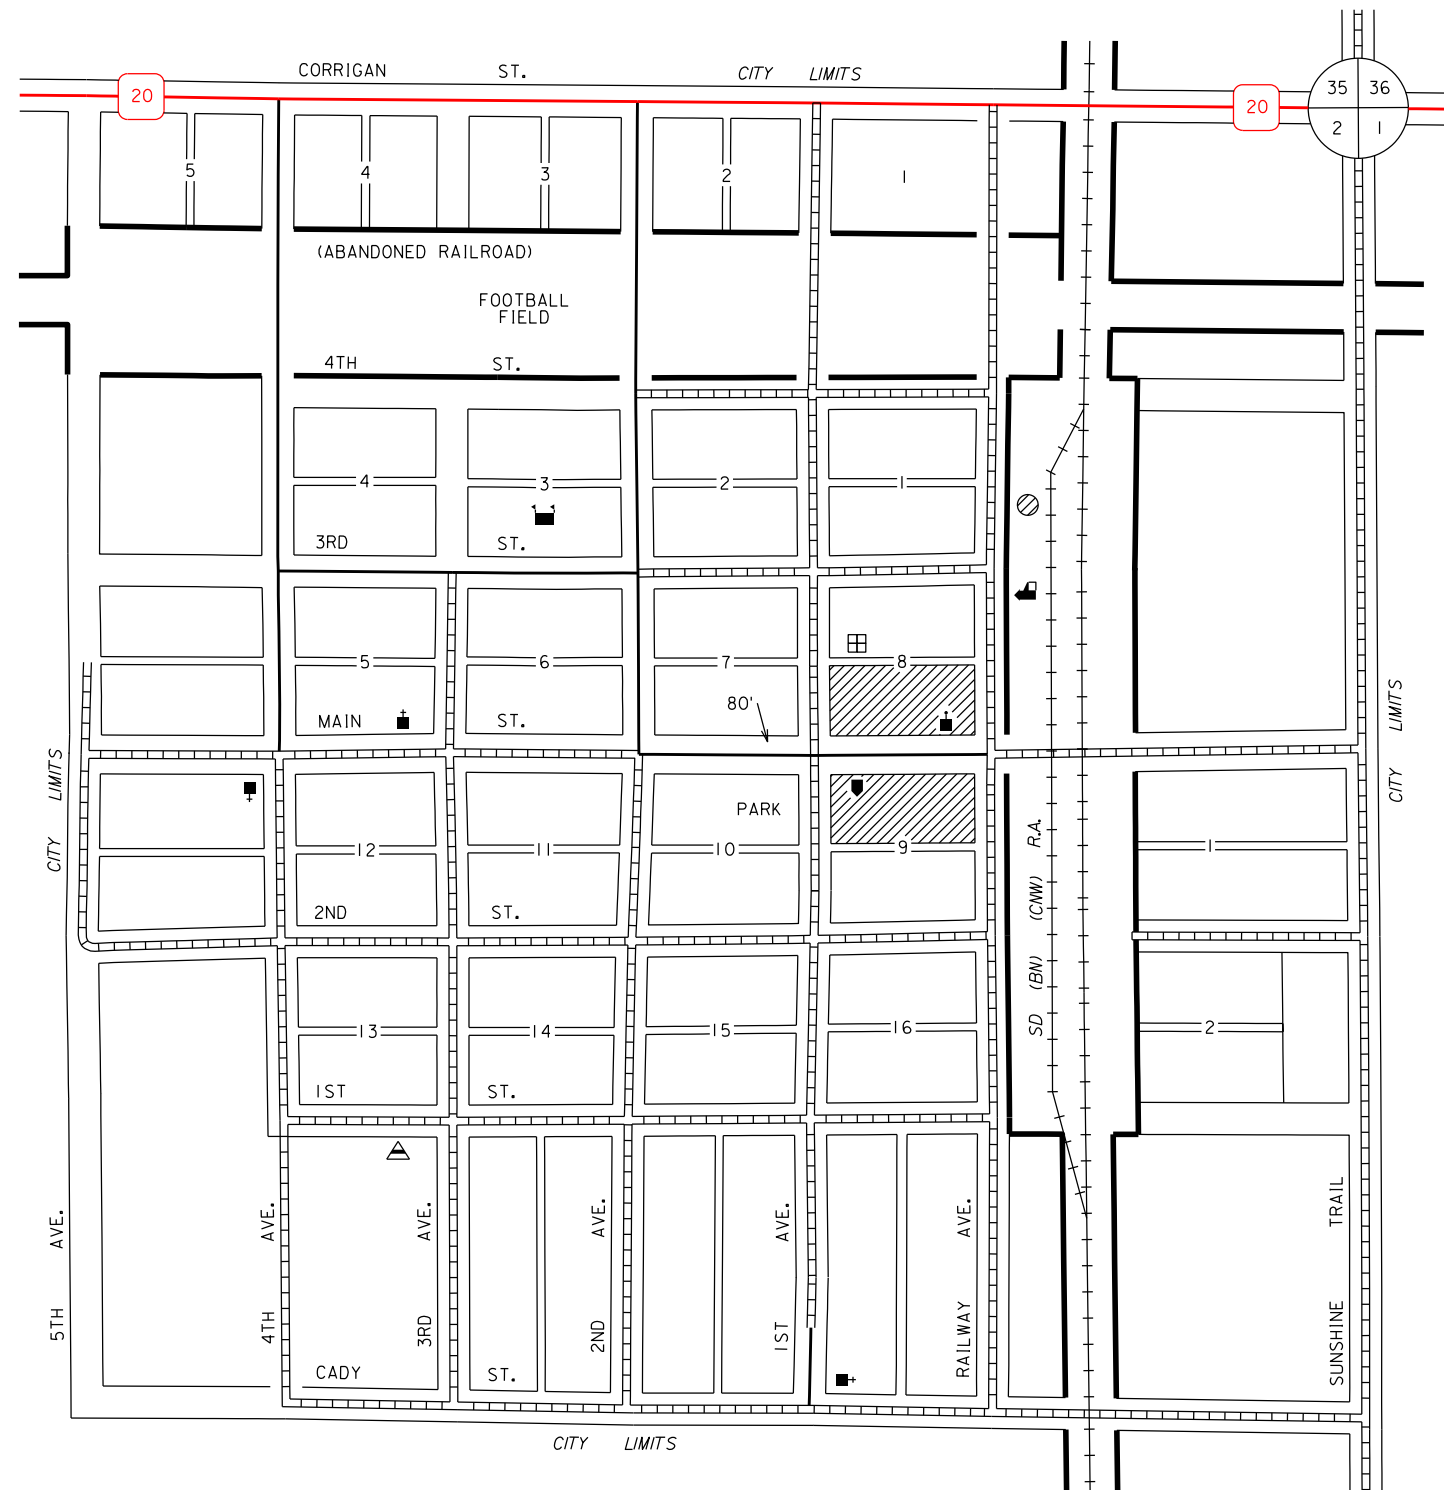 CORRIGAN ST. CITY LIMITS
20
20
35 36
2 1
5
4
3
2
1
(ABANDONED RAILROAD)
FOOTBALL
FIELD
4TH ST.
4
3
2
1
3RD ST.
5
6
7
8
80'
MAIN ST.
CITY LIMITS
CITY LIMITS
PARK
12
11
10
9
1
2ND ST.
SD (BN) (CNW) R.A.
13
14
15
16
2
1ST ST.
5TH AVE.
4TH AVE.
3RD AVE.
2ND AVE.
1ST AVE.
RAILWAY AVE.
SUNSHINE TRAIL
CADY ST.
CITY LIMITS